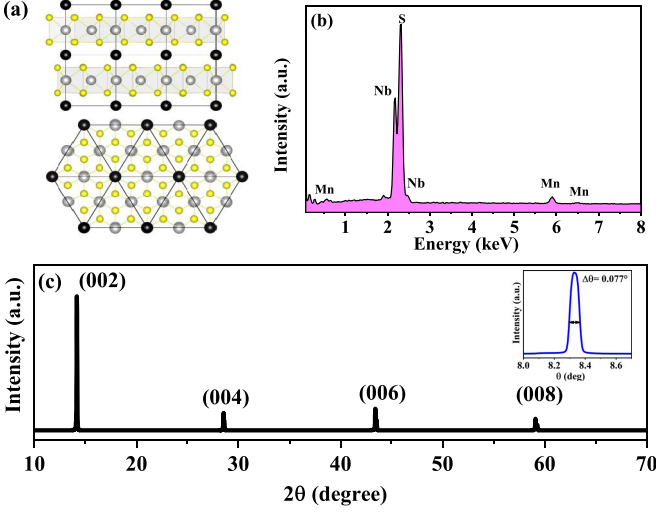 (a)
(b)
S
Nb
Nb
Mn
Mn
Mn
Intensity (a.u.)
1 2 3 4 5 6 7 8
Energy (keV)
(c)
(002)
(004)
(006)
(008)
Intensity (a.u.)
10 20 30 40 50 60 70
2θ (degree)
Δθ= 0.077°
Intensity (a.u.)
8.0 8.2 8.4 8.6
θ (deg)